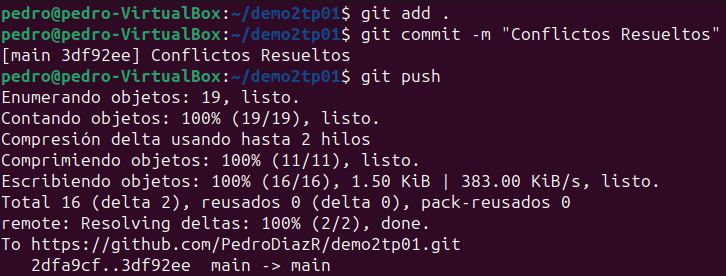 pedro@pedro-VirtualBox:~/demo2tp01$ git add .
pedro@pedro-VirtualBox:~/demo2tp01$ git commit -m "Conflictos Resueltos"
[main 3df92ee] Conflictos Resueltos
pedro@pedro-VirtualBox:~/demo2tp01$ git push
Enumerando objetos: 19, listo.
Contando objetos: 100% (19/19), listo.
Compresión delta usando hasta 2 hilos
Comprimiendo objetos: 100% (11/11), listo.
Escribiendo objetos: 100% (16/16), 1.50 KiB | 383.00 KiB/s, listo.
Total 16 (delta 2), reusados 0 (delta 0), pack-reusados 0
remote: Resolving deltas: 100% (2/2), done.
To https://github.com/PedroDiazR/demo2tp01.git
   2dfa9cf..3df92ee  main -> main